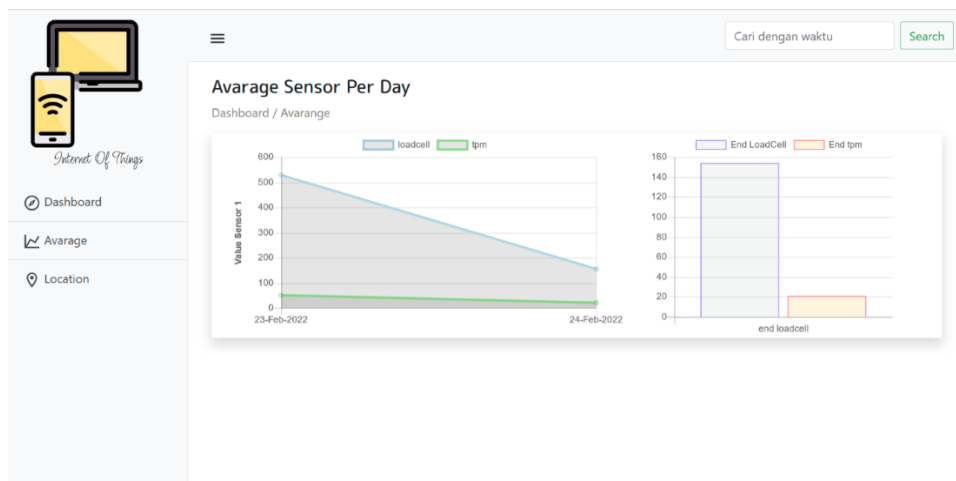 Internet Of Things
Dashboard
Avarage
Location
Cari dengan waktu
Search
Avarage Sensor Per Day
Dashboard / Avarange
loadcell
tpm
Value Sensor 1
600
500
400
300
200
100
0
23-Feb-2022
24-Feb-2022
End LoadCell
End tpm
160
140
120
100
80
60
40
20
0
end loadcell